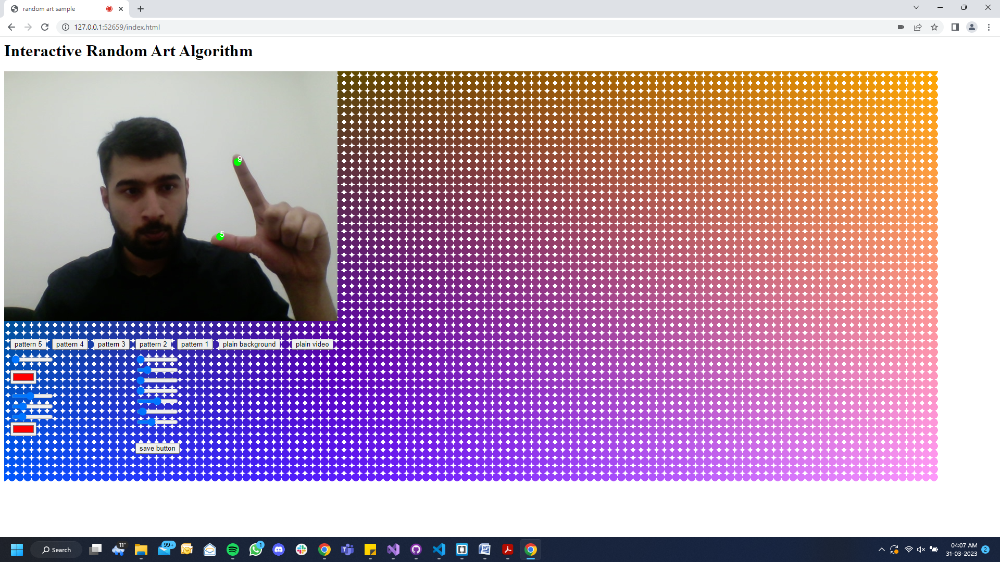 random art sample
127.0.0.1:52659/index.html
Interactive Random Art Algorithm
9
5
pattern 5 pattern 4 pattern 3 pattern 2 pattern 1 plain background plain video
save button
11°
Search
99+
1
04:07 AM
31-03-2023
2